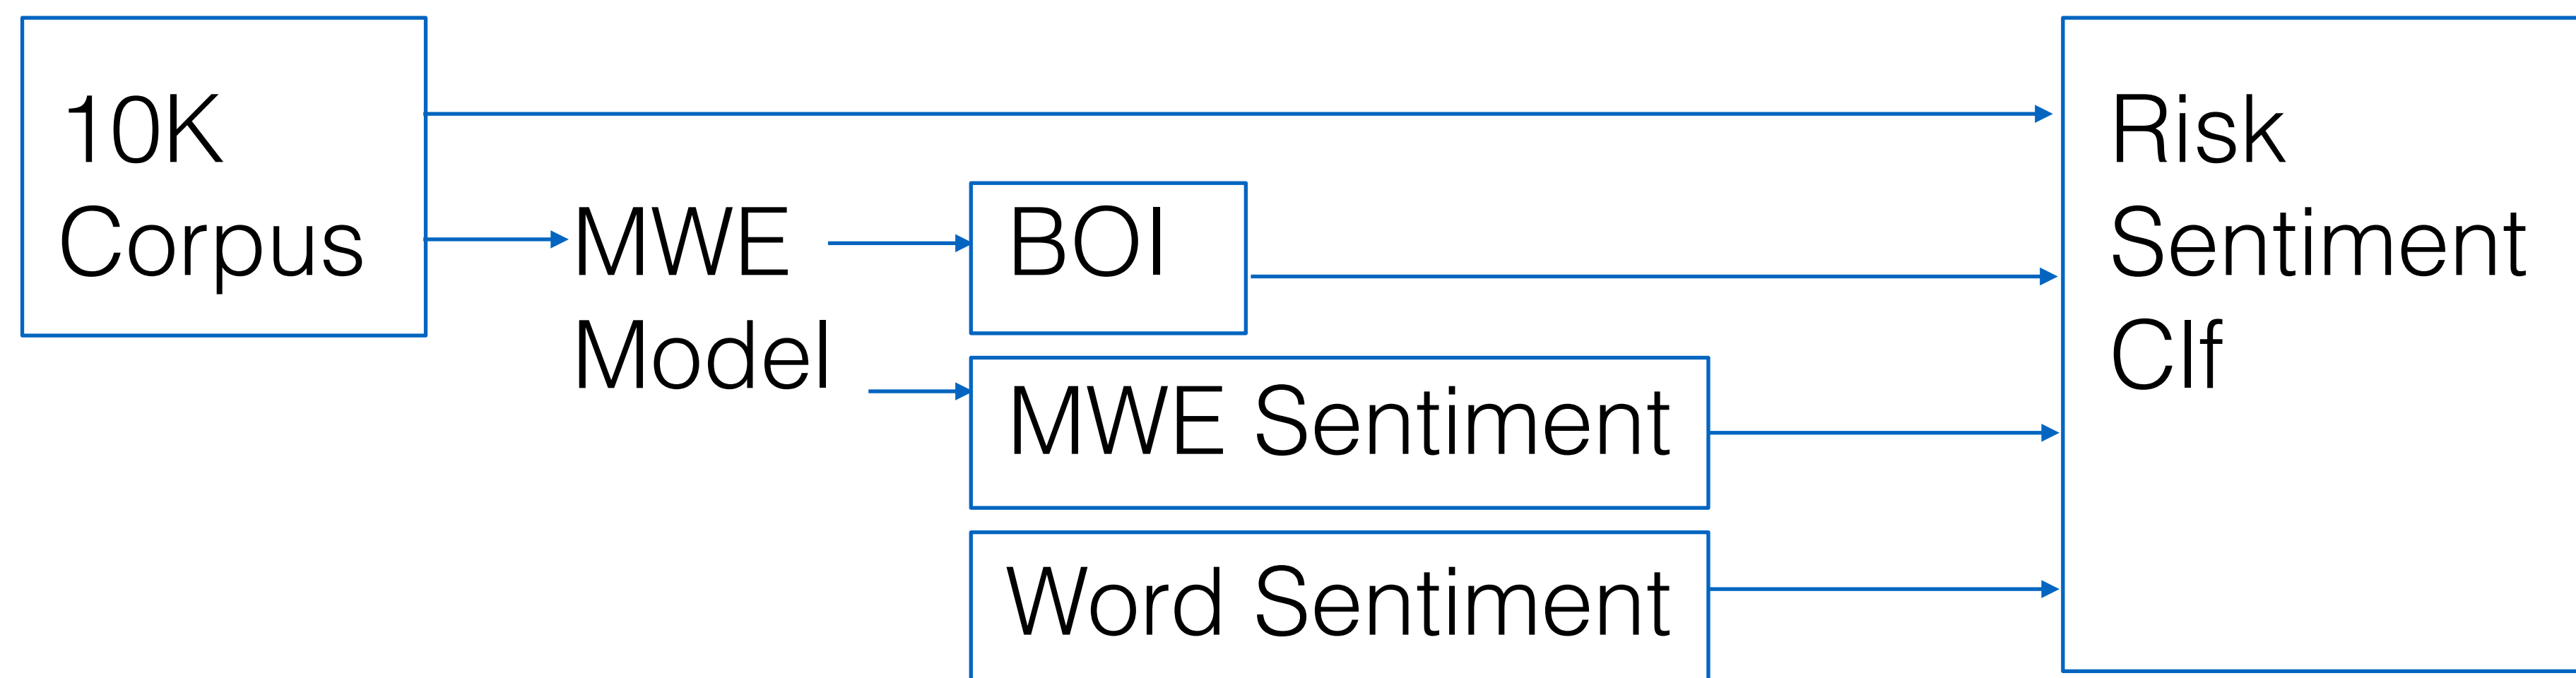 10K
Corpus
MWE
Model
BOI
MWE Sentiment
Word Sentiment
Risk
Sentiment
Clf